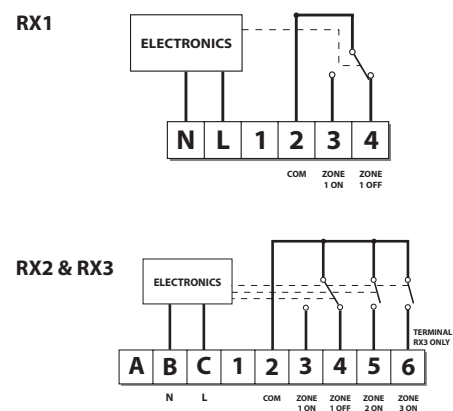 RX1
ELECTRONICS
N L 1 2 3 4
COM ZONE 1 ON ZONE 1 OFF
RX2 & RX3
ELECTRONICS
TERMINAL
RX3 ONLY
A B C 1 2 3 4 5 6
N L COM ZONE 1 ON ZONE 1 OFF ZONE 2 ON ZONE 3 ON